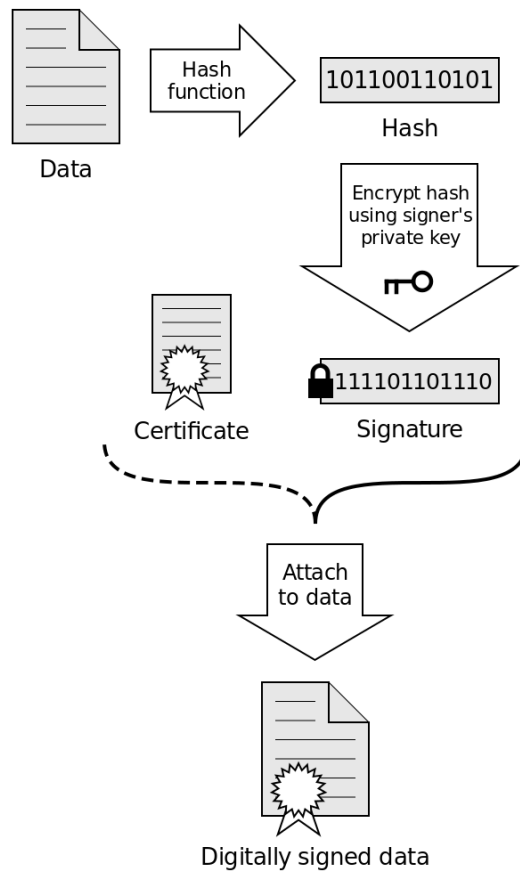 Hash
function
101100110101
Hash
Data
Encrypt hash
using signer's
private key
111101101110
Certificate
Signature
Attach
to data
Digitally signed data